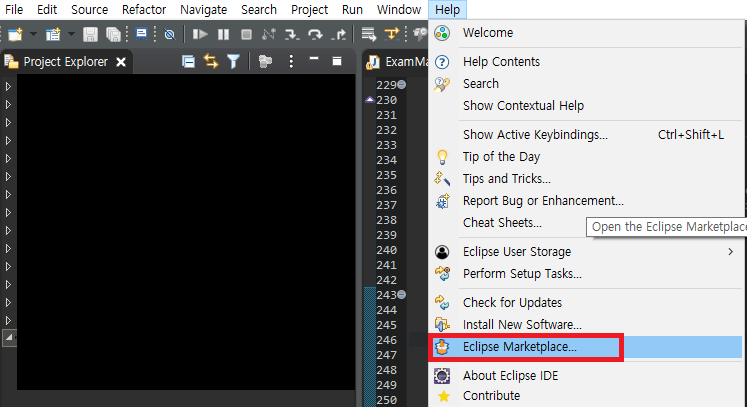 File Edit Source Refactor Navigate Search Project Run Window Help
Project Explorer
ExamMa
229
230
231
232
233
234
235
236
237
238
239
240
241
242
243
244
245
246
247
248
249
250
Welcome
Help Contents
Search
Show Contextual Help
Show Active Keybindings... Ctrl+Shift+L
Tip of the Day
Tips and Tricks...
Report Bug or Enhancement...
Cheat Sheets...
Open the Eclipse Marketplace
Eclipse User Storage
Perform Setup Tasks...
Check for Updates
Install New Software...
Eclipse Marketplace...
About Eclipse IDE
Contribute